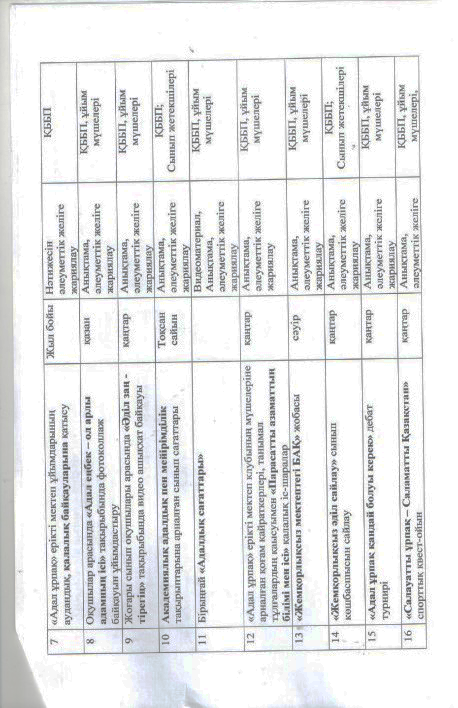 7 «Адал ұрпақ» ерікті мектеп ұйымдарының
аудандық, қалалық байқауларына қатысу
Жыл бойы
Нәтижесін
әлеуметтік желіге
жариялау
ҚББП
8 Оқушылар арасында «Адал еңбек – ол арлы
адамның ісі» тақырыбында фотоколлаж
байқауын ұйымдастыру
қазан
Анықтама,
әлеуметтік желіге
жариялау
ҚББП, ұйым
мүшелері
9 Жоғары сынып оқушылары арасында «Әділ заң -
тірегің» тақырыбында видео ашықхат байқауы
қаңтар
Анықтама,
әлеуметтік желіге
жариялау
ҚББП, ұйым
мүшелері
10 Академиялық адалдық пен мейірімділік
тақырыптарына арналған сынып сағаттары
Тоқсан
сайын
Анықтама,
әлеуметтік желіге
жариялау
ҚББП;
Сынып жетекшілері
11 Бірыңғай «Адалдық сағаттары»
Видеоматериал,
Анықтама,
әлеуметтік желіге
жариялау
ҚББП, ұйым
мүшелері
12 «Адал ұрпақ» ерікті мектеп клубының мүшелеріне
арналған қоғам қайраткерлері, танымал
тұлғалардың қаысуымен «Парасатты азаматтың
білімі мен ісі» қалалық іс-шаралар
қаңтар
Анықтама,
әлеуметтік желіге
жариялау
ҚББП, ұйым
мүшелері
13 «Жемқорлықсыз мектептегі БАҚ» жобасы
сәуір
Анықтама,
әлеуметтік желіге
жариялау
ҚББП, ұйым
мүшелері
14 «Жемқорлықсыз әділ сайлау» сынып
көшбасшысын сайлау
қаңтар
Анықтама,
әлеуметтік желіге
жариялау
ҚББП;
Сынып жетекшілері
15 «Адал ұрпақ қандай болуы керек» дебат
турнирі
қаңтар
Анықтама,
әлеуметтік желіге
жариялау
ҚББП, ұйым
мүшелері
16 «Салауатты ұрпақ – Саламатты Қазақстан»
спорттық квест-ойын
қаңтар
Анықтама,
әлеуметтік желіге
ҚББП, ұйым
мүшелері,